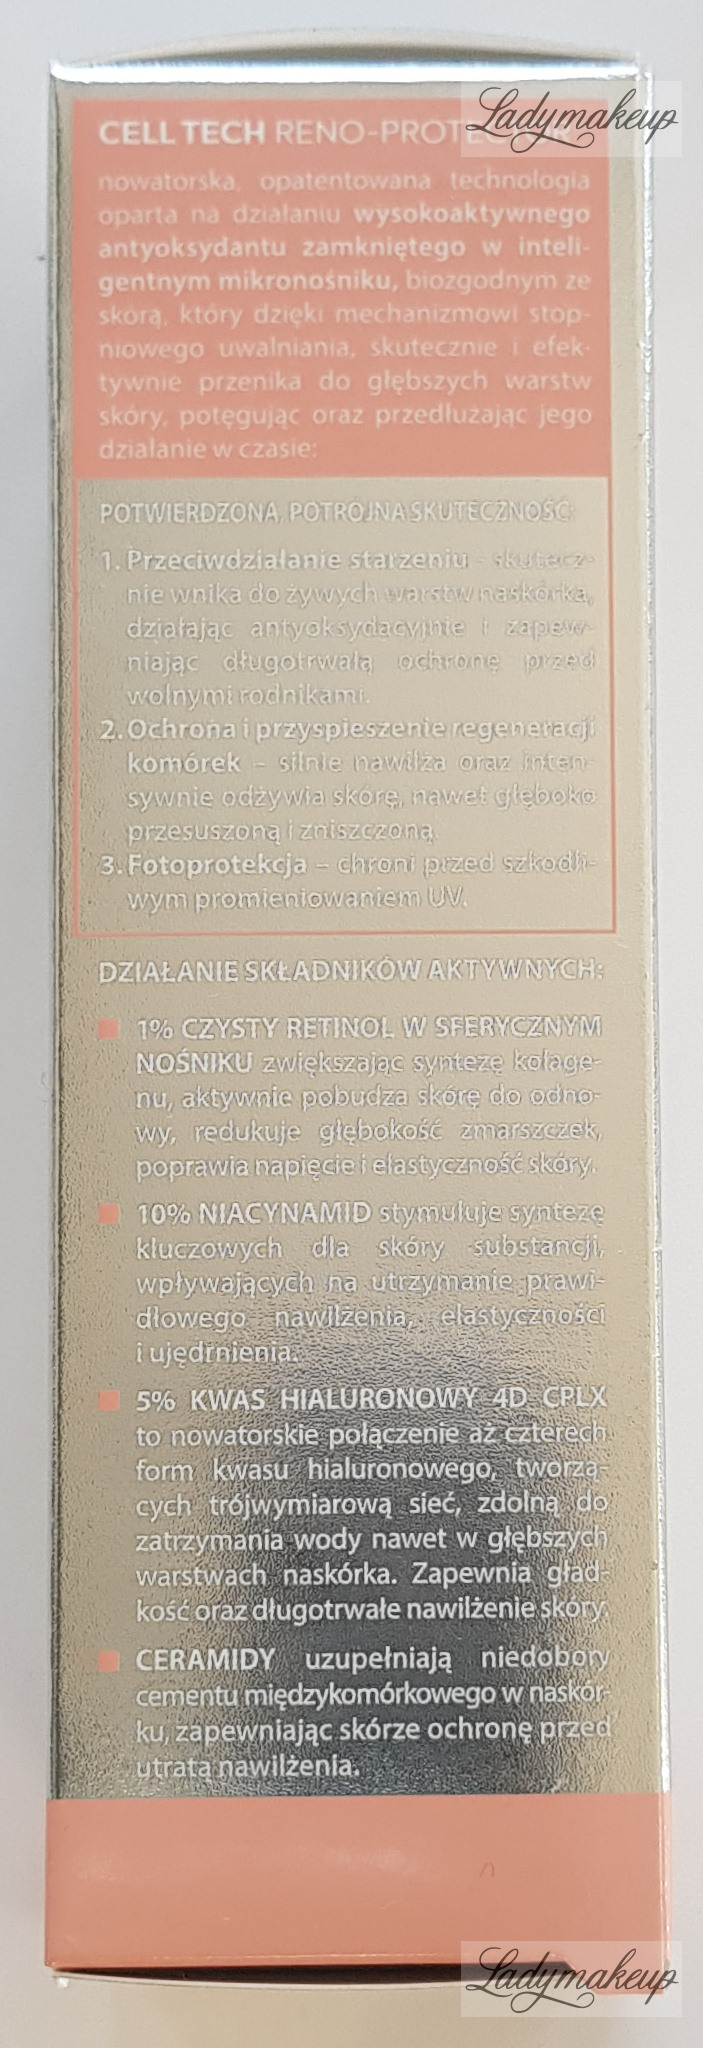 Ladymakeup
CELL TECH RENO-PROTECTOR
nowatorska, opatentowana technologia
oparta na działaniu wysokoaktywnego
antyoksydantu zamkniętego w inteli-
gentnym mikronośniku, biozgodnym ze
skórą, który dzięki mechanizmowi stop-
niowego uwalniania, skutecznie i efek-
tywnie przenika do głębszych warstw
skóry, potęgując oraz przedłużając jego
działanie w czasie:
POTWIERDZONA, POTRÓJNA SKUTECZNOŚĆ:
1. Przeciwdziałanie starzeniu - skutecz-
nie wnika do żywych warstw naskórka,
działając antyoksydacyjnie i zapew-
niając długotrwałą ochronę przed
wolnymi rodnikami.
2. Ochrona i przyspieszenie regeneracji
komórek – silnie nawilża oraz inten-
sywnie odżywia skórę, nawet głęboko
przesuszoną i zniszczoną.
3. Fotoprotekcja – chroni przed szkodli-
wym promieniowaniem UV.
DZIAŁANIE SKŁADNIKÓW AKTYWNYCH:
1% CZYSTY RETINOL W SFERYCZNYM
NOŚNIKU zwiększając syntezę kolage-
nu, aktywnie pobudza skórę do odno-
wy, redukuje głębokość zmarszczek,
poprawia napięcie i elastyczność skóry.
10% NIACYNAMID stymuluje syntezę
kluczowych dla skóry substancji,
wpływających na utrzymanie prawi-
dłowego nawilżenia, elastyczności
i ujędrnienia.
5% KWAS HIALURONOWY 4D CPLX
to nowatorskie połączenie aż czterech
form kwasu hialuronowego, tworzą-
cych trójwymiarową sieć, zdolną do
zatrzymania wody nawet w głębszych
warstwach naskórka. Zapewnia gład-
kość oraz długotrwałe nawilżenie skóry.
CERAMIDY uzupełniają niedobory
cementu międzykomórkowego w naskór-
ku, zapewniając skórze ochronę przed
utratą nawilżenia.
Ladymakeup